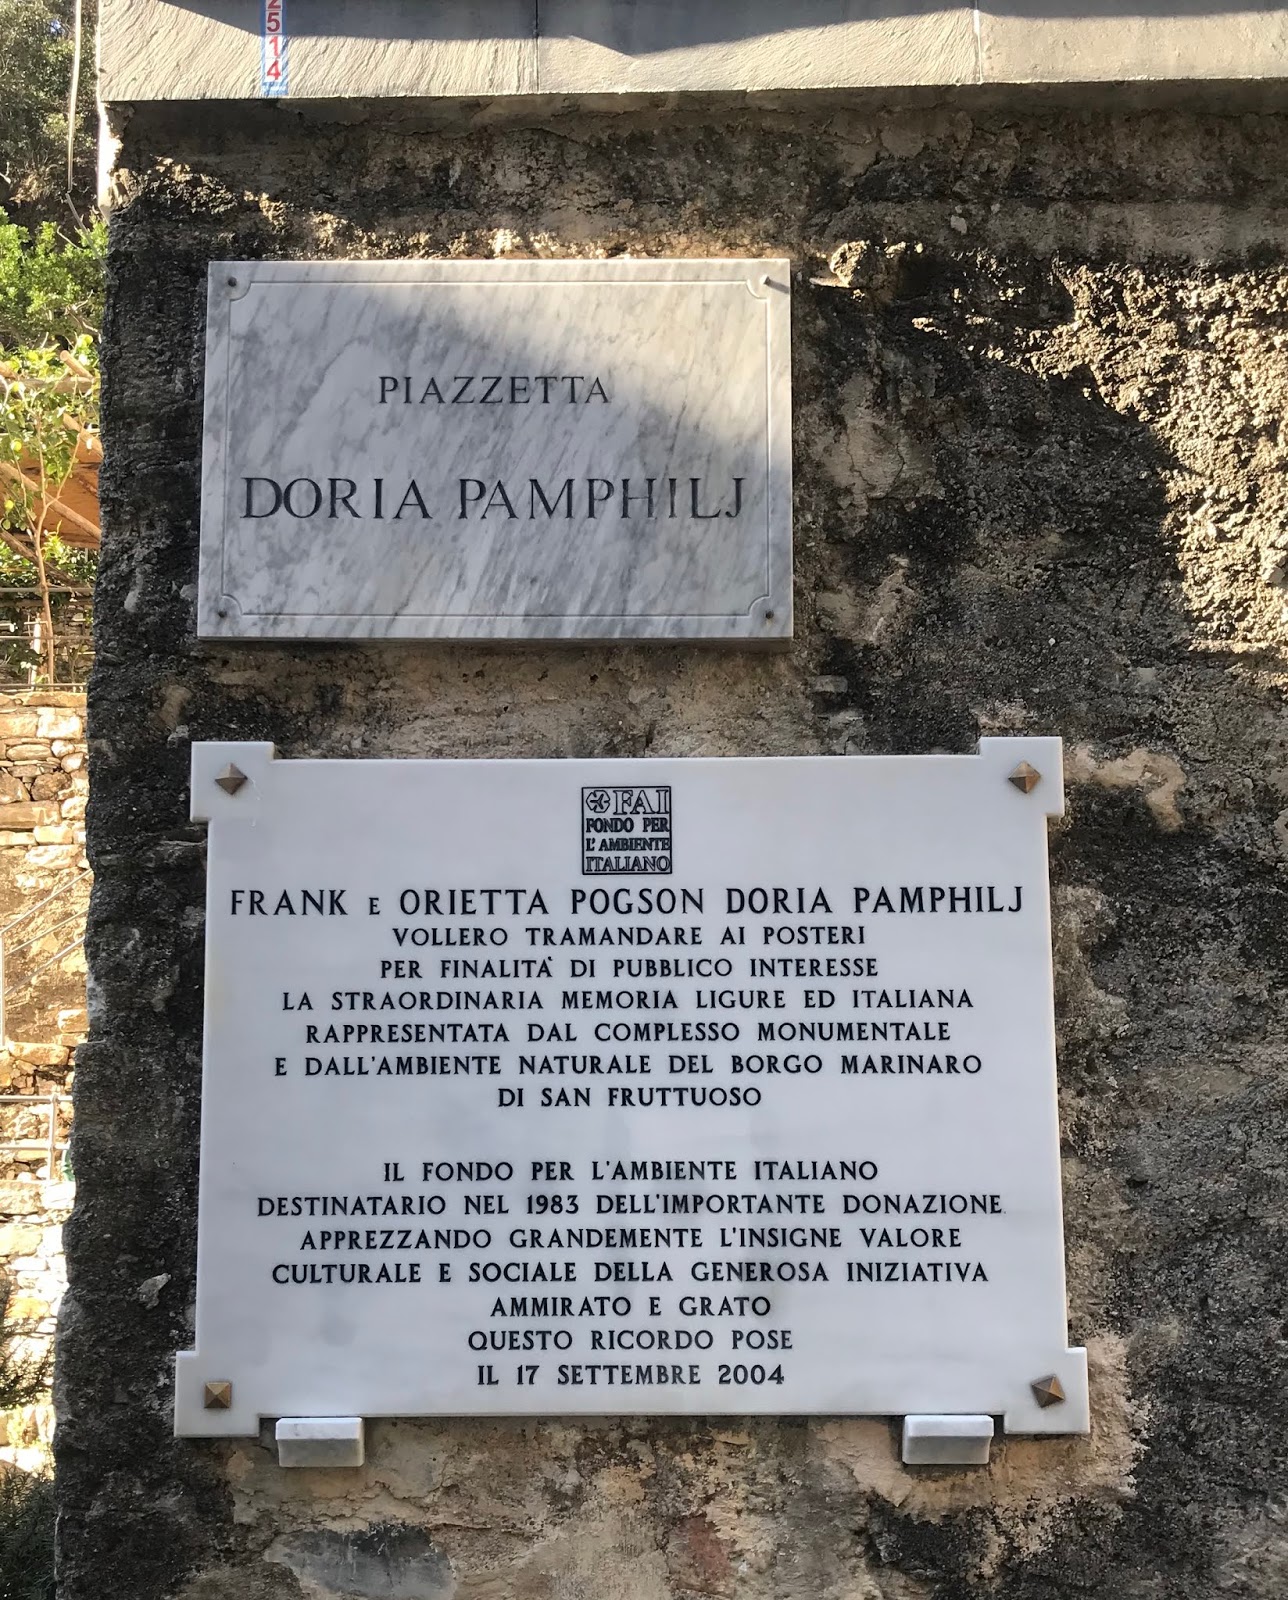 2514
PIAZZETTA
DORIA PAMPHILJ
FAI
FONDO PER
L'AMBIENTE
ITALIANO
FRANK E ORIETTA POGSON DORIA PAMPHILJ
VOLLERO TRAMANDARE AI POSTERI
PER FINALITA' DI PUBBLICO INTERESSE
LA STRAORDINARIA MEMORIA LIGURE ED ITALIANA
RAPPRESENTATA DAL COMPLESSO MONUMENTALE
E DALL'AMBIENTE NATURALE DEL BORGO MARINARO
DI SAN FRUTTUOSO
IL FONDO PER L'AMBIENTE ITALIANO
DESTINATARIO NEL 1983 DELL'IMPORTANTE DONAZIONE
APPREZZANDO GRANDEMENTE L'INSIGNE VALORE
CULTURALE E SOCIALE DELLA GENEROSA INIZIATIVA
AMMIRATO E GRATO
QUESTO RICORDO POSE
IL 17 SETTEMBRE 2004